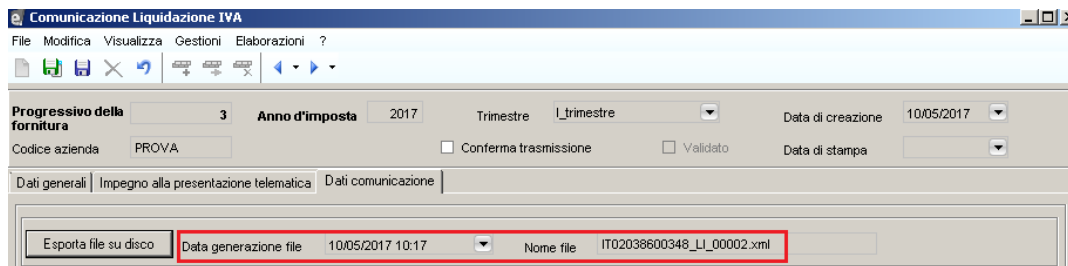 Comunicazione Liquidazione IVA
File Modifica Visualizza Gestioni Elaborazioni ?
Progressivo della fornitura 3 Anno d'imposta 2017 Trimestre I_trimestre Data di creazione 10/05/2017
Codice azienda PROVA Conferma trasmissione Validato Data di stampa
Dati generali Impegno alla presentazione telematica Dati comunicazione
Esporta file su disco Data generazione file 10/05/2017 10:17 Nome file IT02038600348_LI_00002.xml